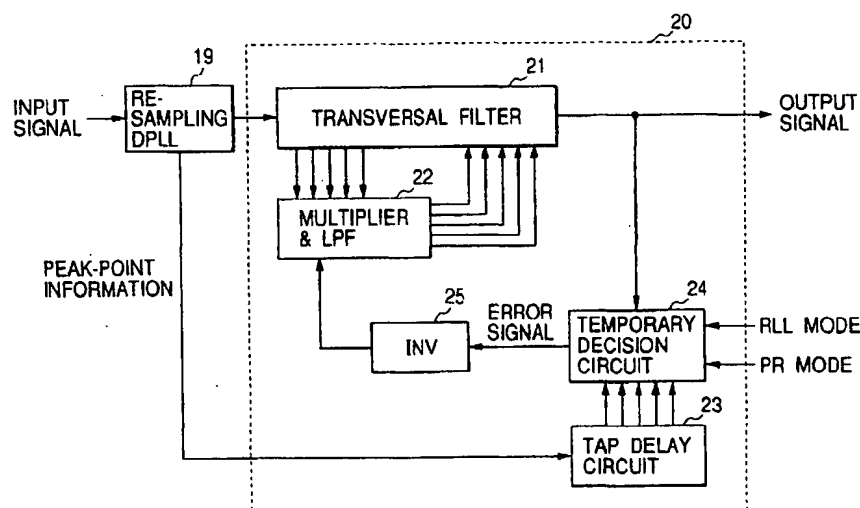 20
19
21
INPUT
SIGNAL
RE-
SAMPLING
DPLL
TRANSVERSAL FILTER
OUTPUT
SIGNAL
22
MULTIPLIER
& LPF
PEAK-POINT
INFORMATION
25
INV
ERROR
SIGNAL
24
TEMPORARY
DECISION
CIRCUIT
RLL MODE
PR MODE
23
TAP DELAY
CIRCUIT